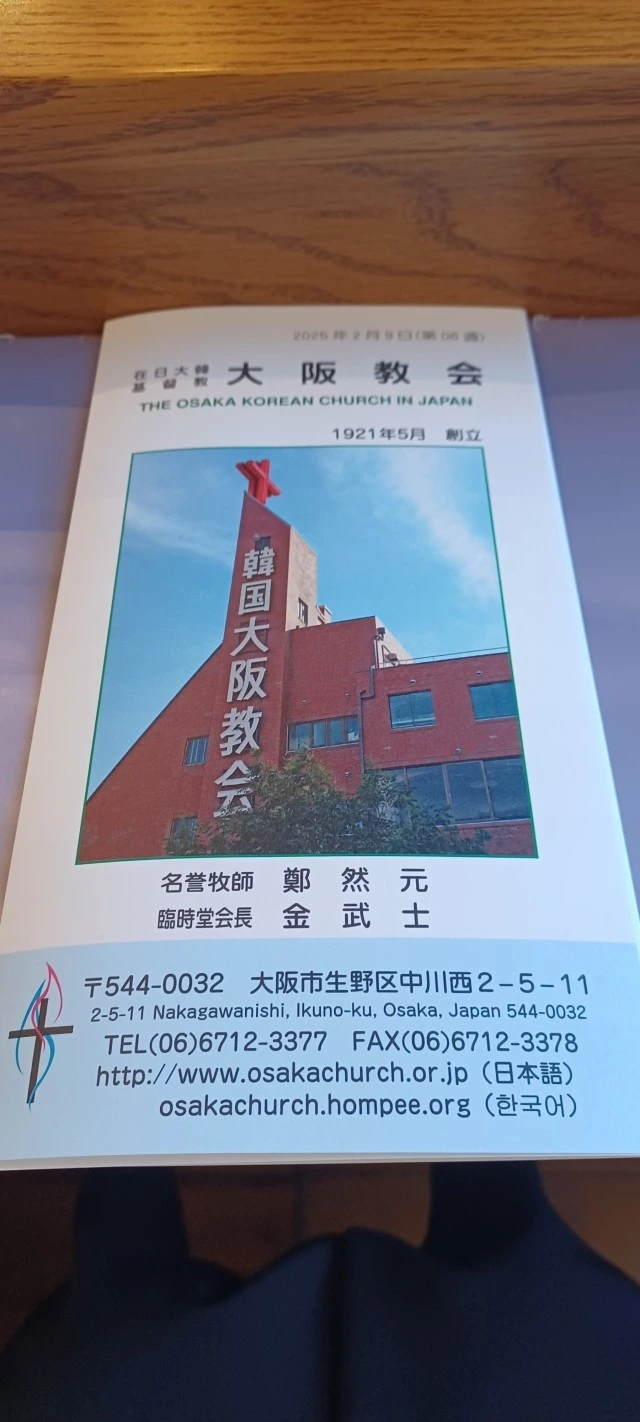 2025年2月9日(第06週)
在日大韓
基督教 大阪教会
THE OSAKA KOREAN CHURCH IN JAPAN
1921年5月 創立
韓国大阪教会
名誉牧師 鄭然元
臨時堂会長 金武士
〒544-0032 大阪市生野区中川西2-5-11
2-5-11 Nakagawanishi, Ikuno-ku, Osaka, Japan 544-0032
TEL(06)6712-3377 FAX(06)6712-3378
http://www.osakachurch.or.jp (日本語)
osakachurch.hompee.org (한국어)